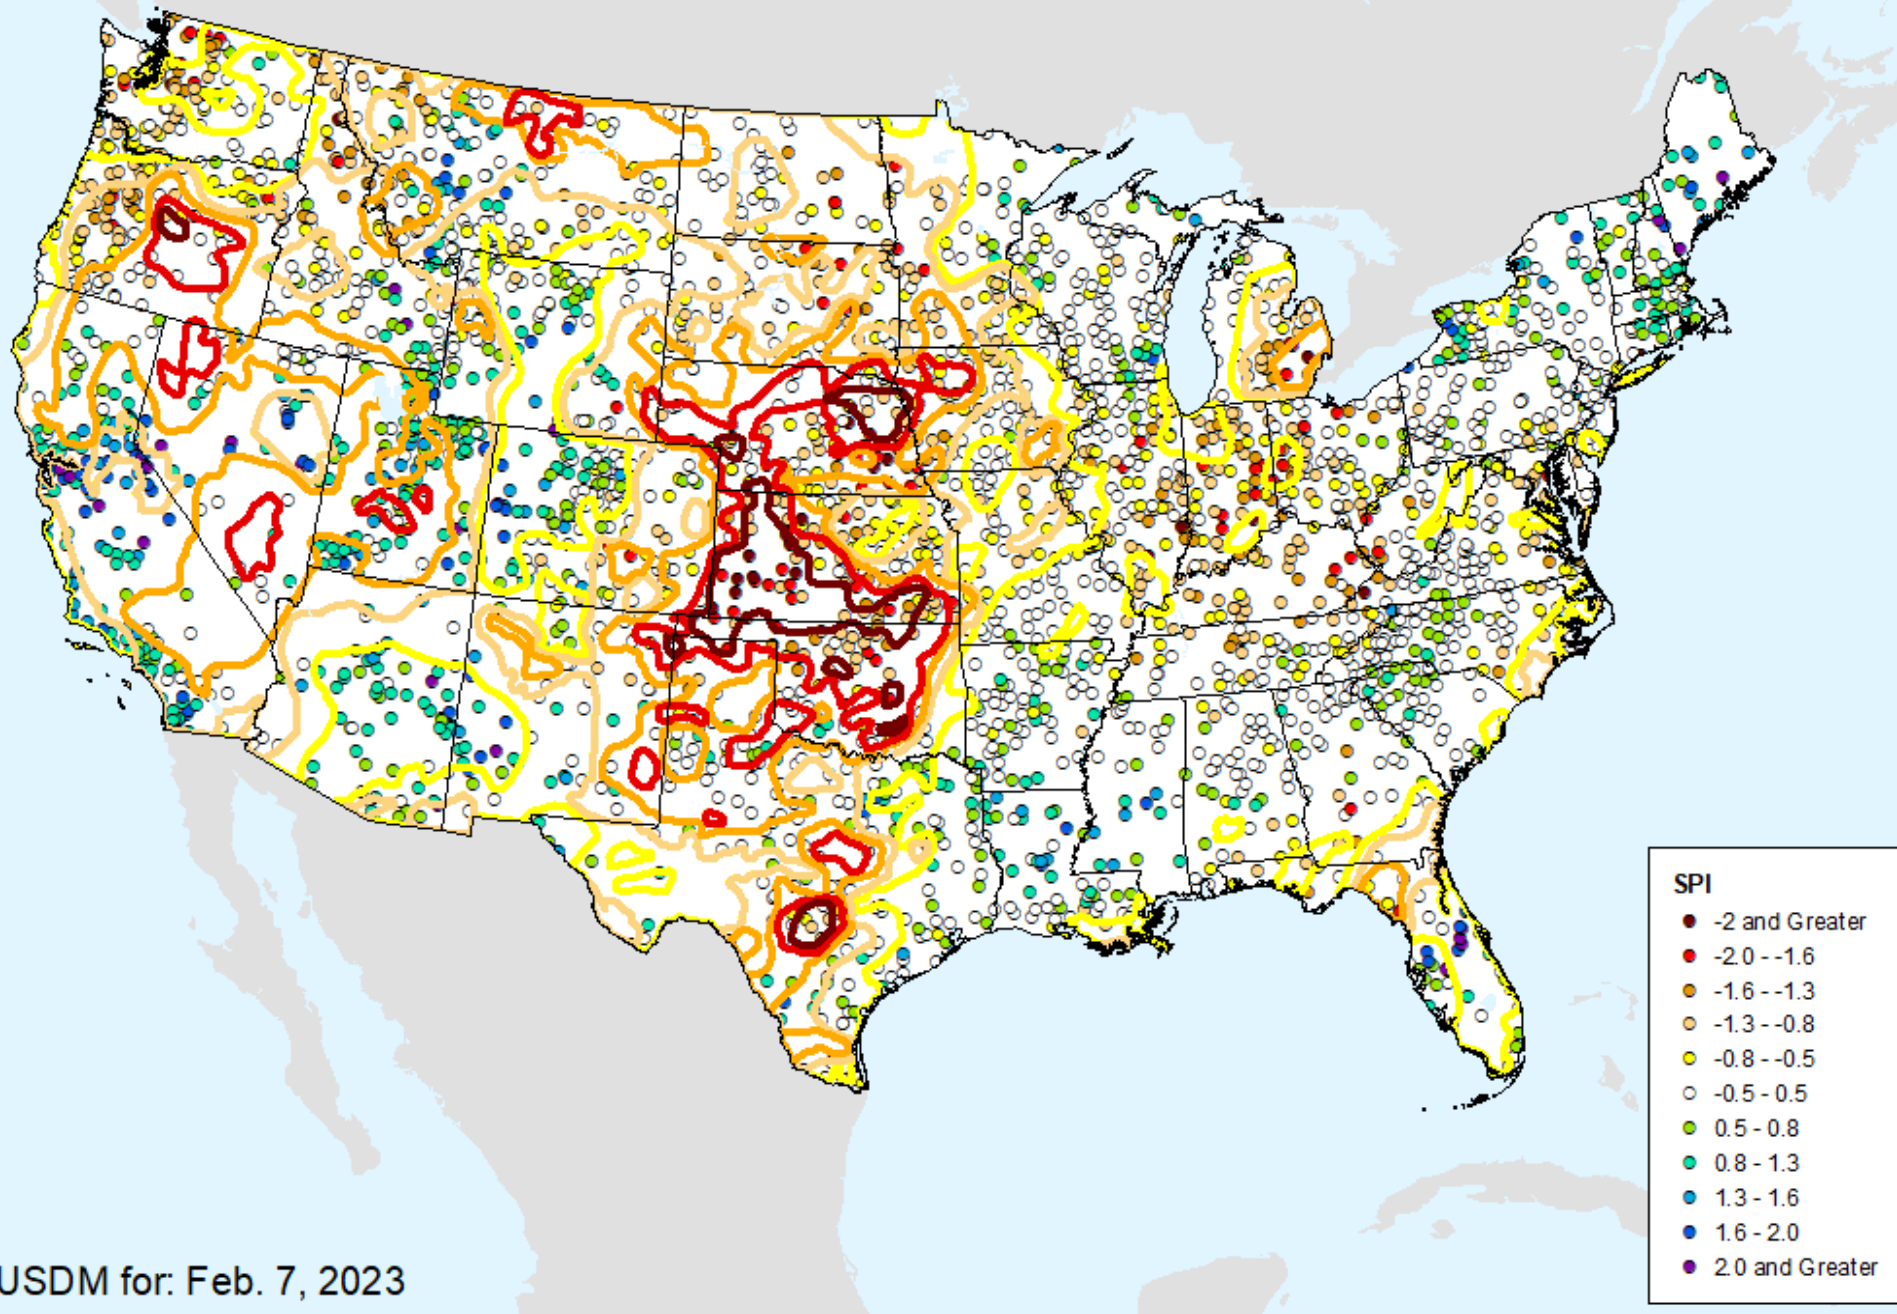 SPI
-2 and Greater
-2.0 - -1.6
-1.6 - -1.3
-1.3 - -0.8
-0.8 - -0.5
-0.5 - 0.5
0.5 - 0.8
0.8 - 1.3
1.3 - 1.6
1.6 - 2.0
2.0 and Greater
USDM for: Feb. 7, 2023